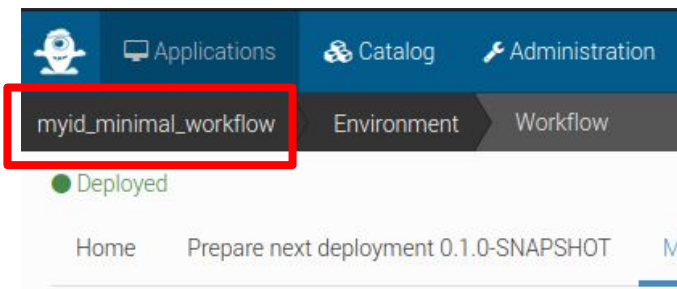 Applications Catalog Administration
myid_minimal_workflow Environment Workflow
Deployed
Home Prepare next deployment 0.1.0-SNAPSHOT M